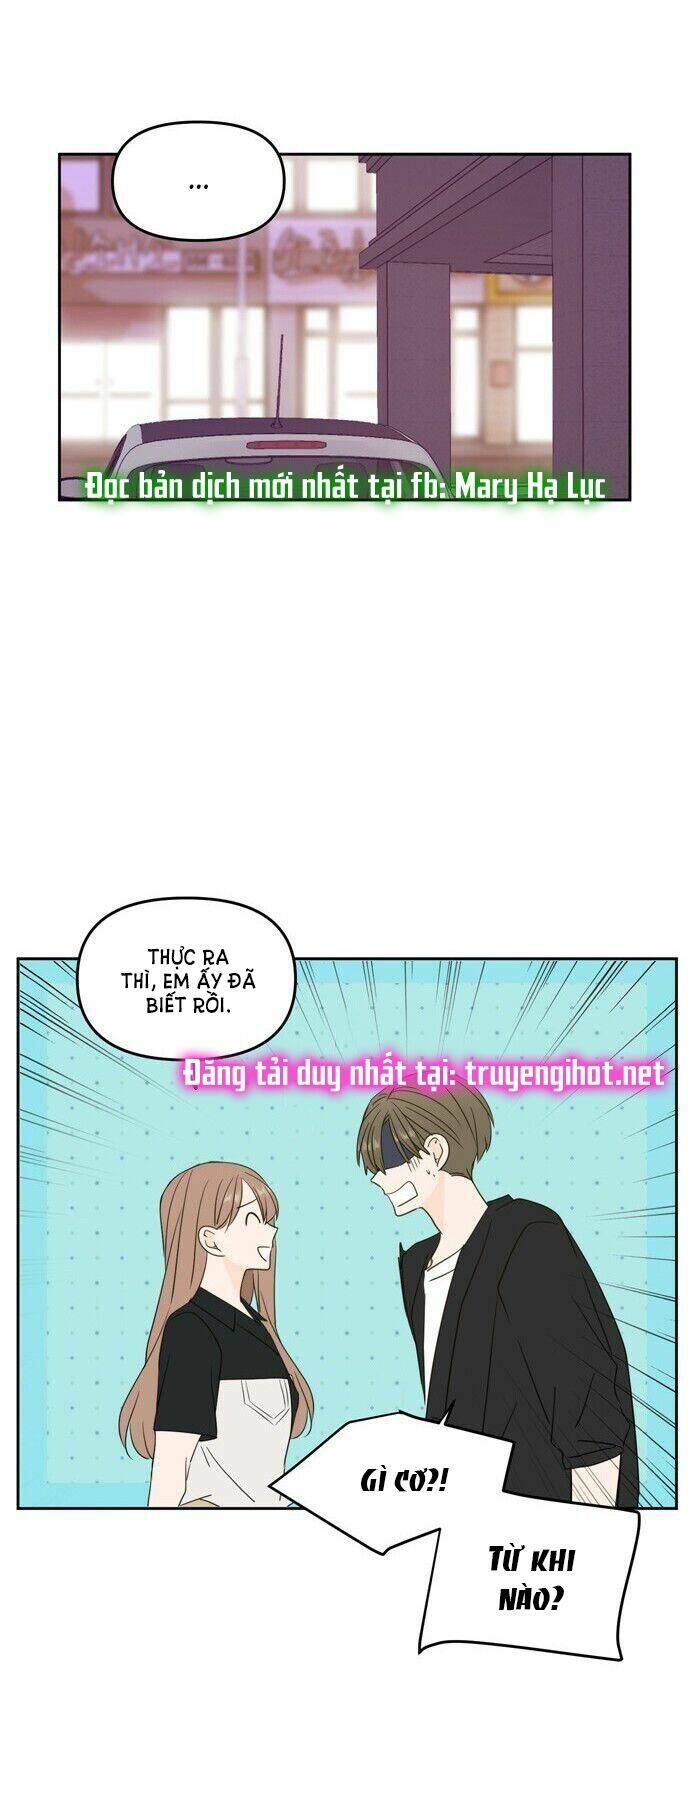 ...
Đọc bản dịch mới nhất tại fb: Mary Hạ Lục
THỰC RA
THÌ, EM ẤY ĐÃ
BIẾT RỒI.
Đăng tải duy nhất tại: truyengihot.net
GÌ CƠ?!
TỪ KHI
NÀO?